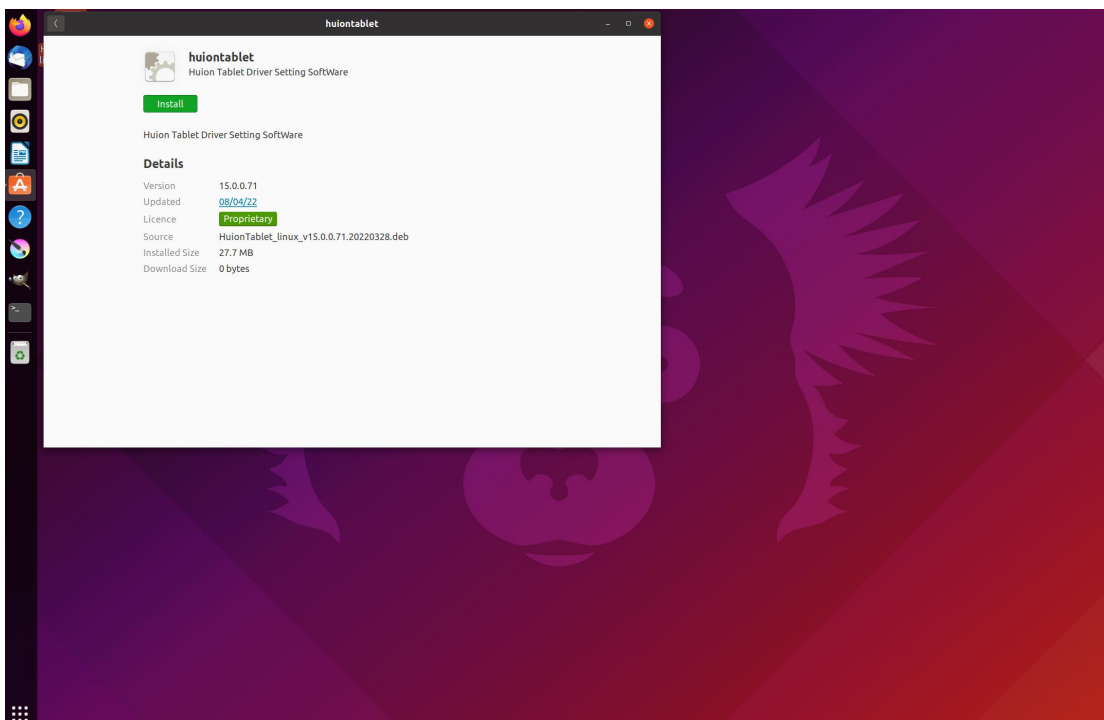 huiontablet
huiontablet
Huion Tablet Driver Setting SoftWare
Install
Huion Tablet Driver Setting SoftWare
Details
Version 15.0.0.71
Updated 08/04/22
Licence Proprietary
Source HuionTablet_linux_v15.0.0.71.20220328.deb
Installed Size 27.7 MB
Download Size 0 bytes